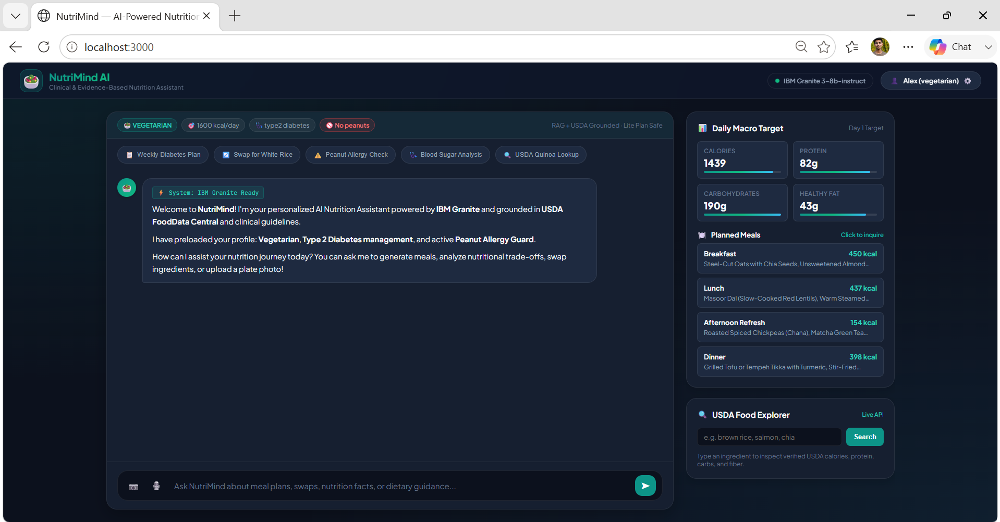 NutriMind — AI-Powered Nutrition
localhost:3000
Chat
NutriMind AI
Clinical & Evidence-Based Nutrition Assistant
IBM Granite 3-8b-instruct
Alex (vegetarian)
VEGETARIAN
1600 kcal/day
type2 diabetes
No peanuts
RAG + USDA Grounded · Lite Plan Safe
Weekly Diabetes Plan
Swap for White Rice
Peanut Allergy Check
Blood Sugar Analysis
USDA Quinoa Lookup
System: IBM Granite Ready
Welcome to NutriMind! I'm your personalized AI Nutrition Assistant powered by IBM Granite and grounded in USDA
FoodData Central and clinical guidelines.
I have preloaded your profile: Vegetarian, Type 2 Diabetes management, and active Peanut Allergy Guard.
How can I assist your nutrition journey today? You can ask me to generate meals, analyze nutritional trade-offs, swap
ingredients, or upload a plate photo!
Ask NutriMind about meal plans, swaps, nutrition facts, or dietary guidance...
Daily Macro Target
Day 1 Target
CALORIES
1439
PROTEIN
82g
CARBOHYDRATES
190g
HEALTHY FAT
43g
Planned Meals
Click to inquire
Breakfast
450 kcal
Steel-Cut Oats with Chia Seeds, Unsweetened Almond...
Lunch
437 kcal
Masoor Dal (Slow-Cooked Red Lentils), Warm Steamed...
Afternoon Refresh
154 kcal
Roasted Spiced Chickpeas (Chana), Matcha Green Tea...
Dinner
398 kcal
Grilled Tofu or Tempeh Tikka with Turmeric, Stir-Fried...
USDA Food Explorer
Live API
e.g. brown rice, salmon, chia
Search
Type an ingredient to inspect verified USDA calories, protein,
carbs, and fiber.